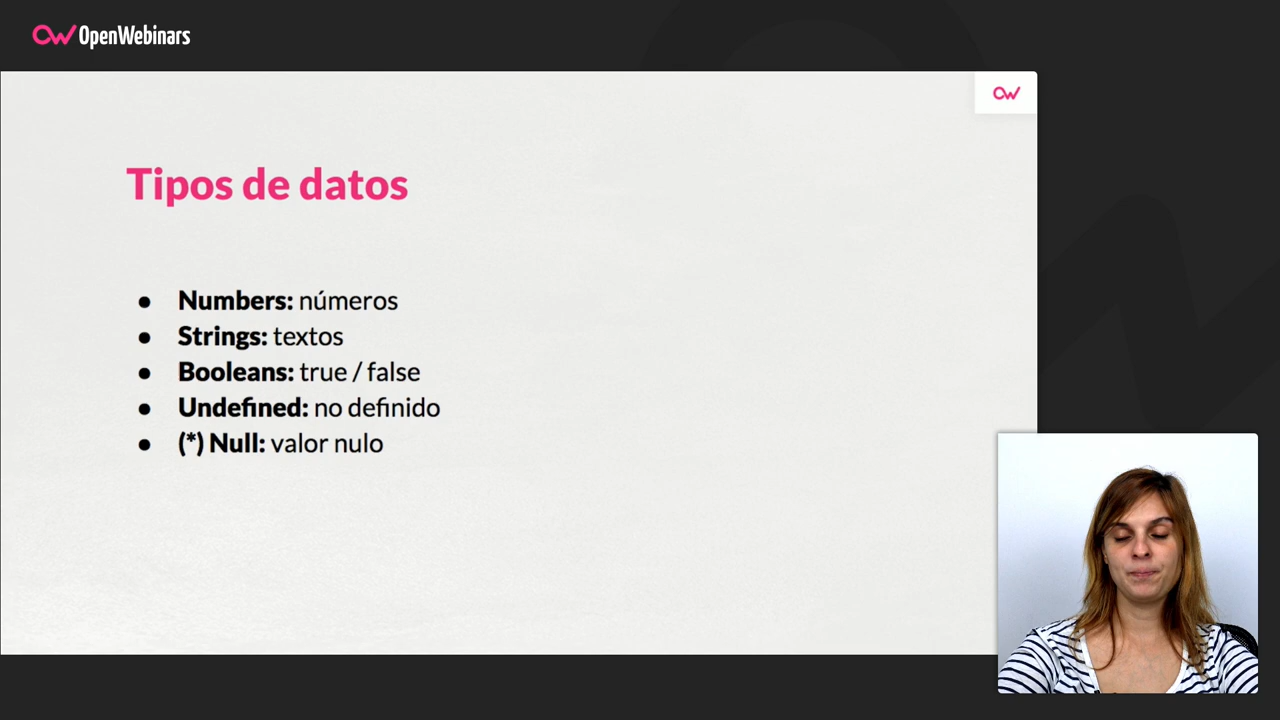 OpenWebinars
Tipos de datos
● Numbers: números
● Strings: textos
● Booleans: true / false
● Undefined: no definido
● (*) Null: valor nulo